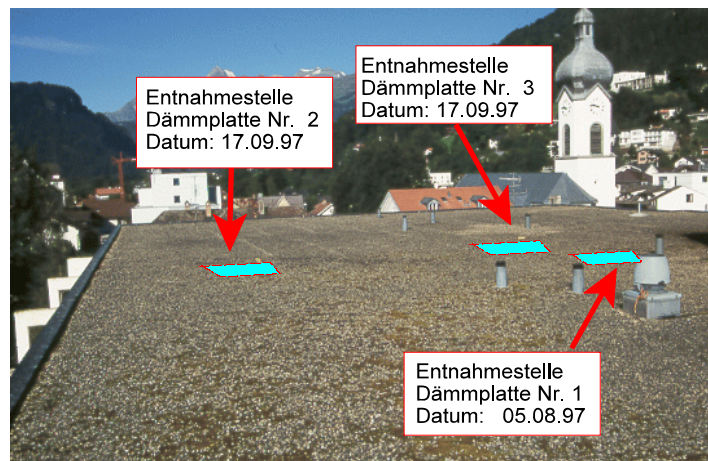 Entnahmestelle
Dämmplatte Nr. 2
Datum: 17.09.97
Entnahmestelle
Dämmplatte Nr. 3
Datum: 17.09.97
Entnahmestelle
Dämmplatte Nr. 1
Datum: 05.08.97